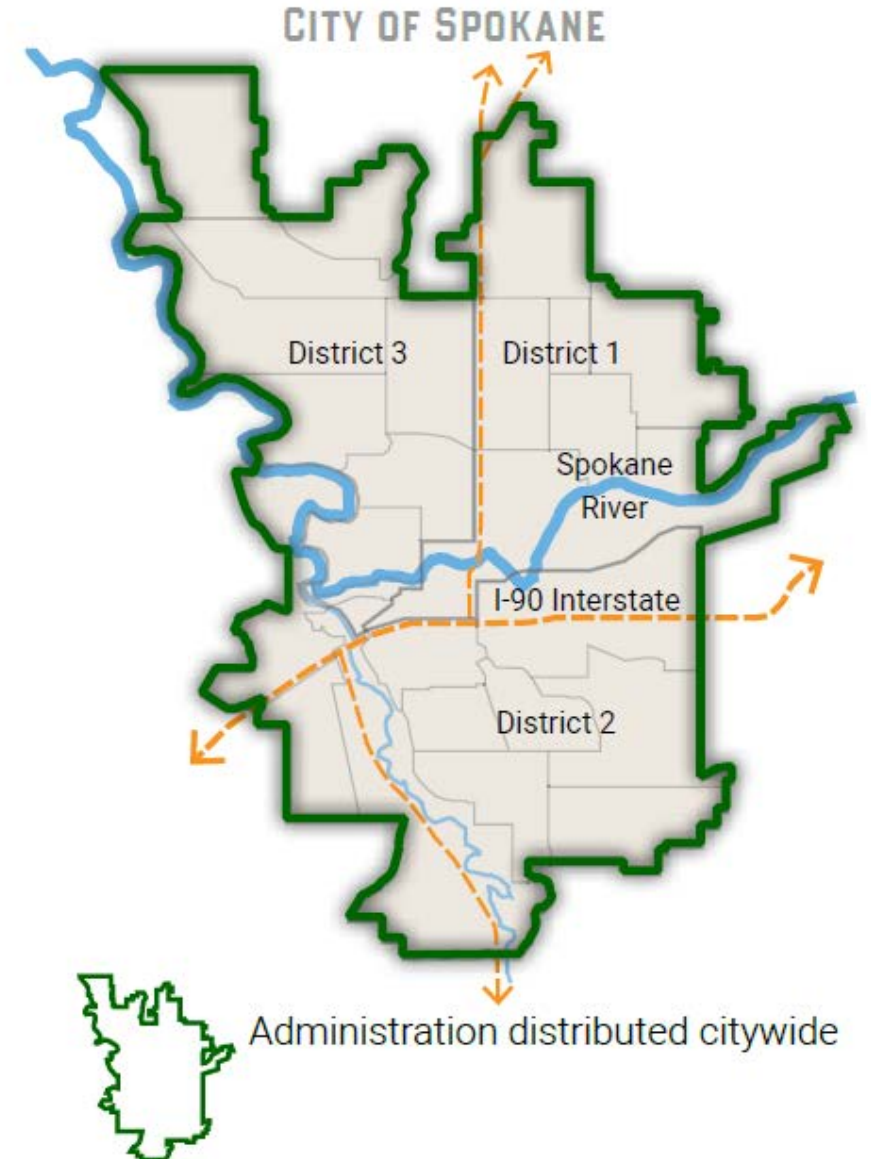 CITY OF SPOKANE
District 3
District 1
Spokane
River
I-90 Interstate
District 2
Administration distributed citywide